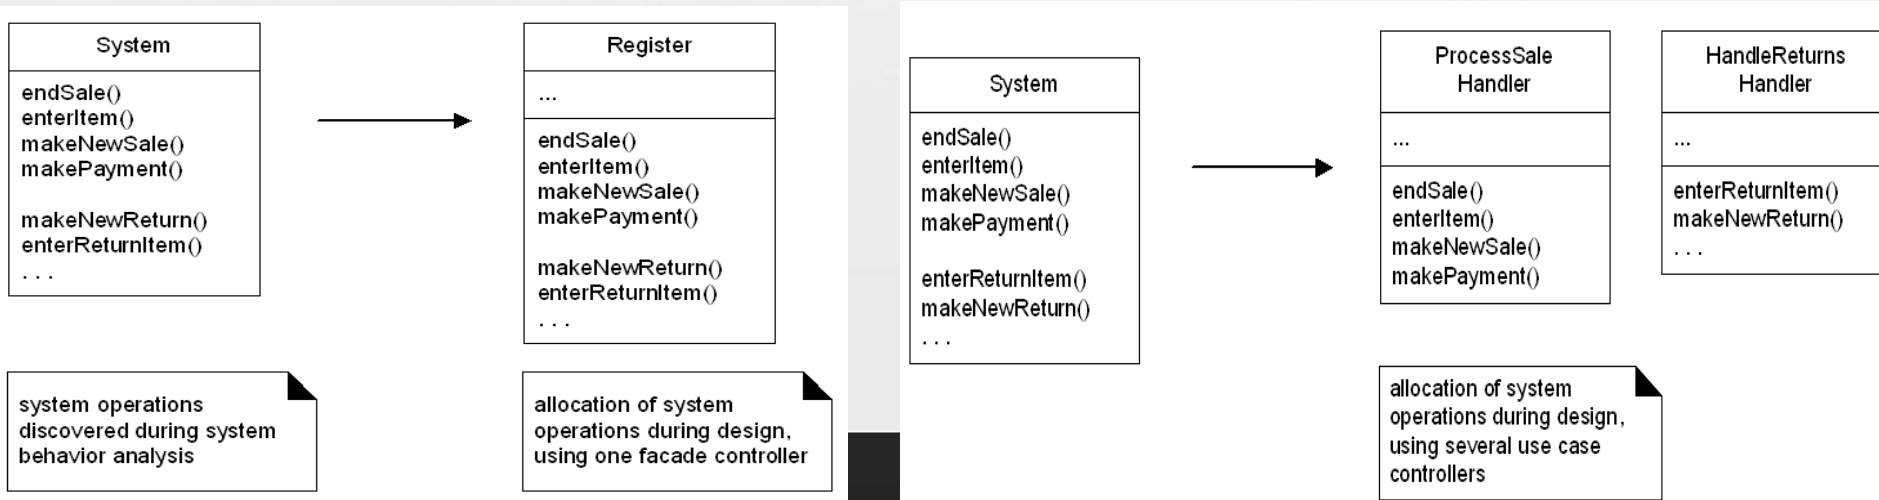 System
endSale()
enterItem()
makeNewSale()
makePayment()
makeNewReturn()
enterReturnItem()
. . .
system operations
discovered during system
behavior analysis
Register
...
endSale()
enterItem()
makeNewSale()
makePayment()
makeNewReturn()
enterReturnItem()
. . .
allocation of system
operations during design,
using one facade controller
System
endSale()
enterItem()
makeNewSale()
makePayment()
enterReturnItem()
makeNewReturn()
. . .
ProcessSale
Handler
...
endSale()
enterItem()
makeNewSale()
makePayment()
HandleReturns
Handler
...
enterReturnItem()
makeNewReturn()
. . .
allocation of system
operations during design,
using several use case
controllers